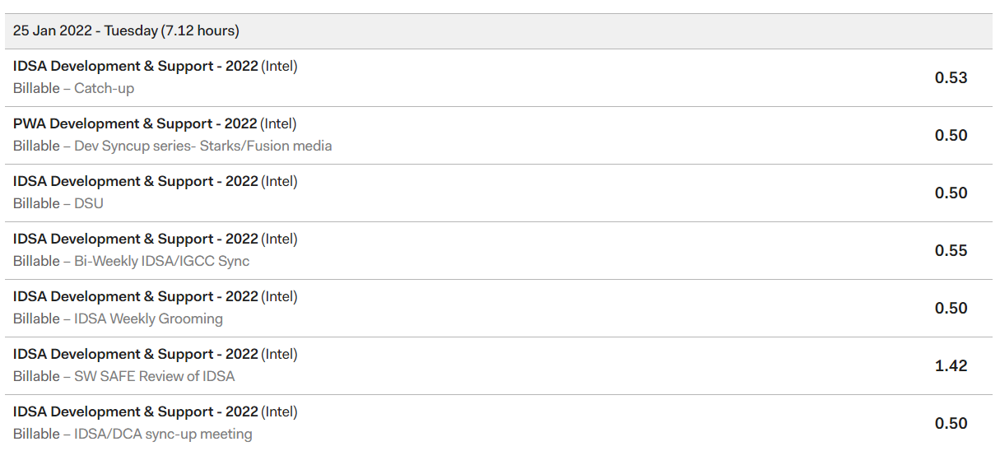 25 Jan 2022 - Tuesday (7.12 hours)
IDSA Development & Support - 2022 (Intel)
Billable – Catch-up
0.53
PWA Development & Support - 2022 (Intel)
Billable – Dev Syncup series- Starks/Fusion media
0.50
IDSA Development & Support - 2022 (Intel)
Billable – DSU
0.50
IDSA Development & Support - 2022 (Intel)
Billable – Bi-Weekly IDSA/IGCC Sync
0.55
IDSA Development & Support - 2022 (Intel)
Billable – IDSA Weekly Grooming
0.50
IDSA Development & Support - 2022 (Intel)
Billable – SW SAFE Review of IDSA
1.42
IDSA Development & Support - 2022 (Intel)
Billable – IDSA/DCA sync-up meeting
0.50